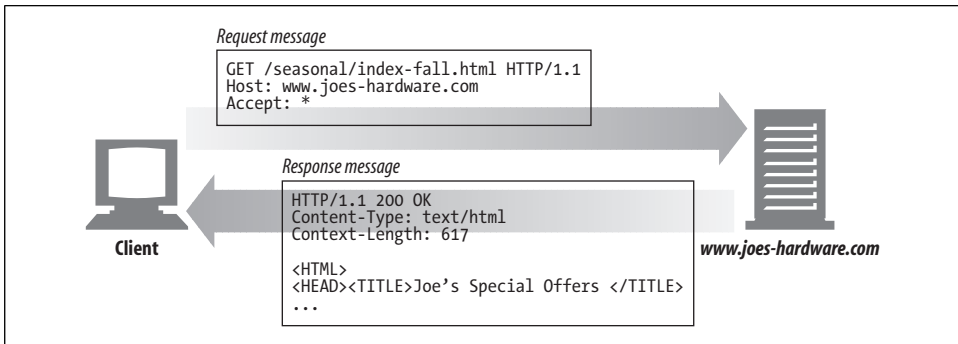 Request message
GET /seasonal/index-fall.html HTTP/1.1
Host: www.joes-hardware.com
Accept: *
Response message
HTTP/1.1 200 OK
Content-Type: text/html
Context-Length: 617
<HTML>
<HEAD><TITLE>Joe’s Special Offers </TITLE>
...
Client
www.joes-hardware.com